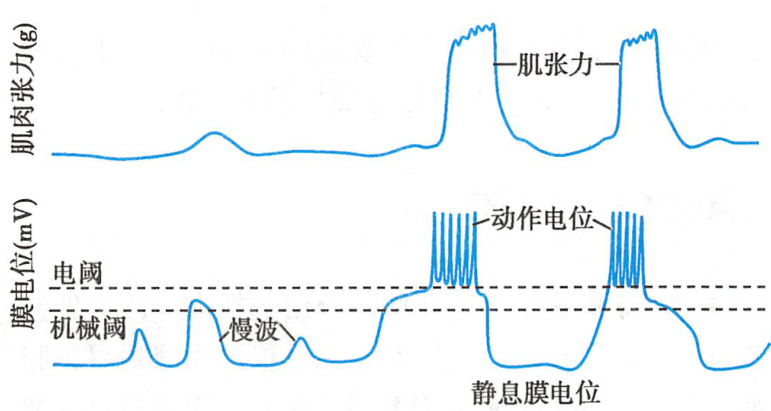 肌肉张力(g)
肌张力
膜电位(mV)
动作电位
电阈
机械阈
慢波
静息膜电位